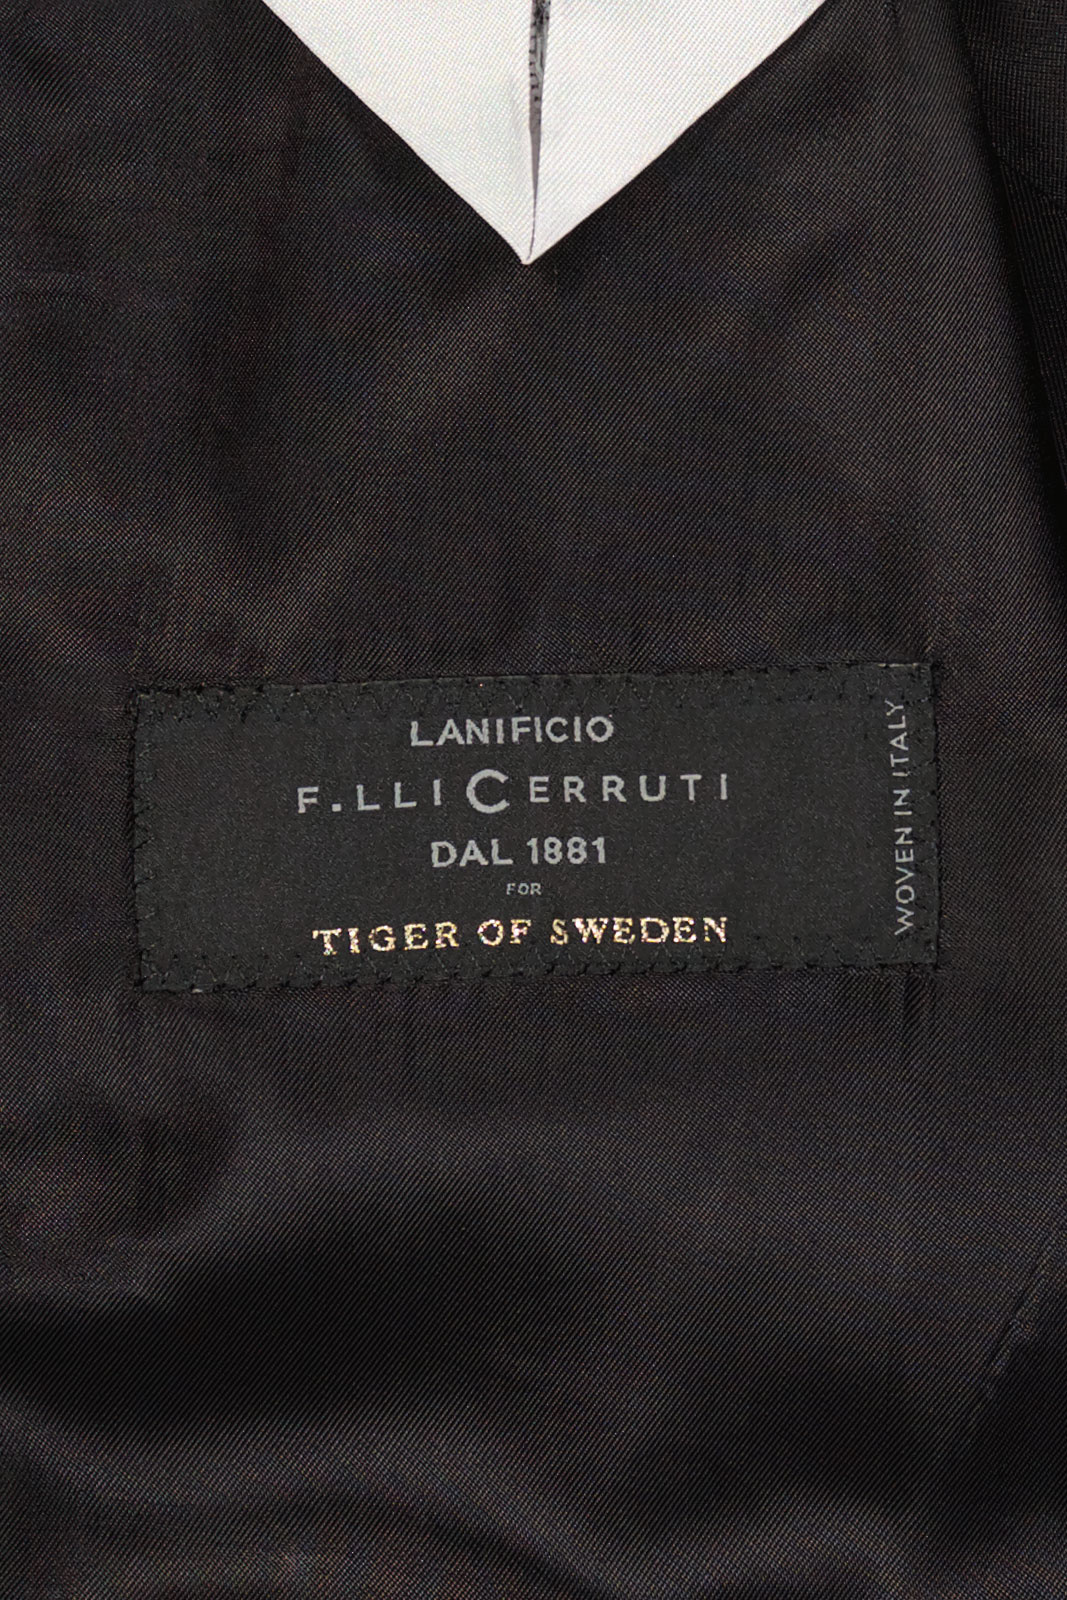 LANIFICIO
F.LLI CERRUTI
DAL 1881
FOR
TIGER OF SWEDEN
WOVEN IN ITALY